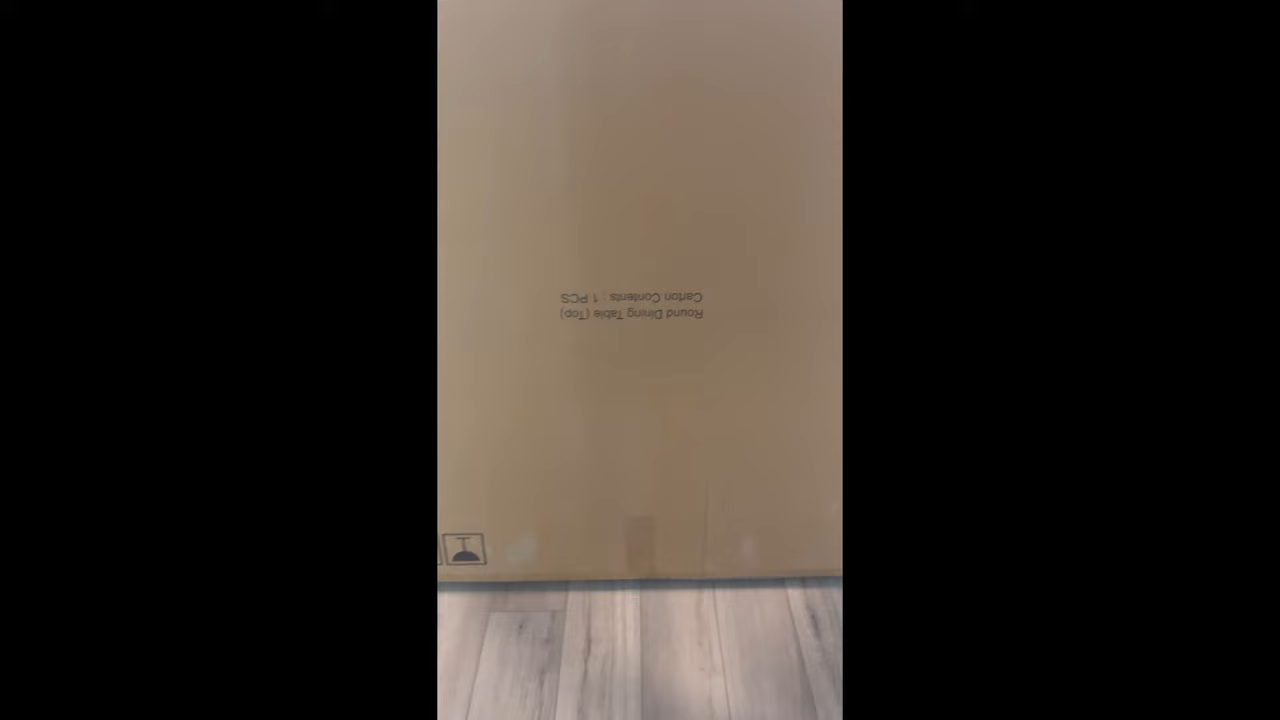 Round Dining Table (Top)
Carton Contents : 1 PCS